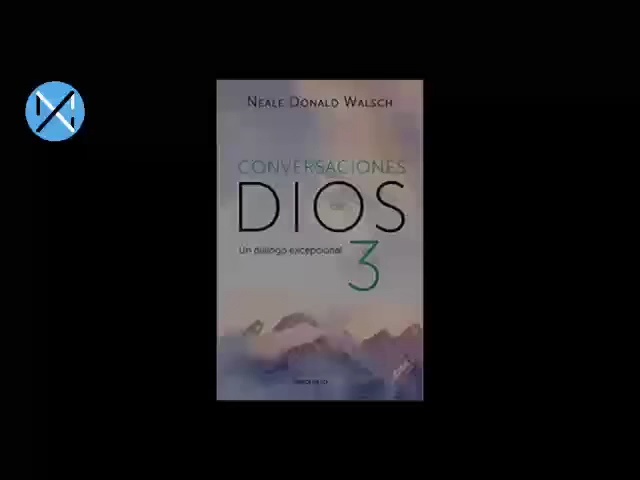 NEALE DONALD WALSCH
CONVERSACIONES
DIOS
Un diálogo excepcional
3